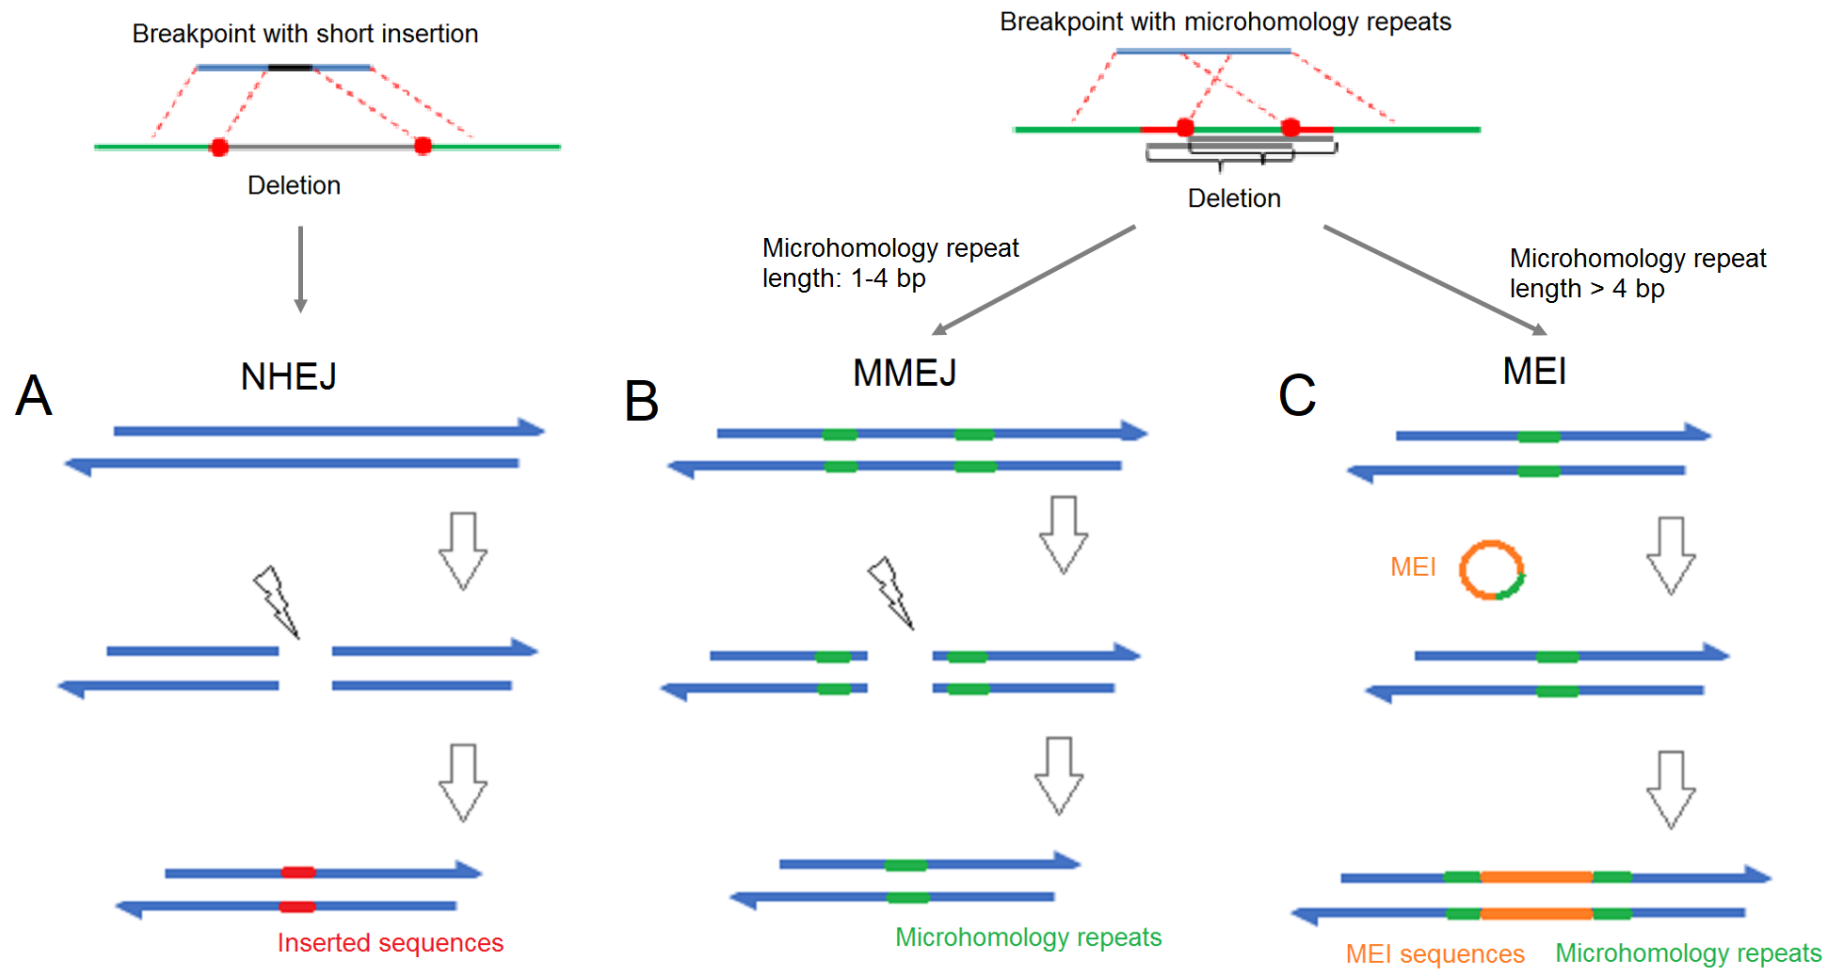 Breakpoint with short insertion
Deletion
Breakpoint with microhomology repeats
Deletion
Microhomology repeat
length: 1-4 bp
Microhomology repeat
length > 4 bp
A
NHEJ
Inserted sequences
B
MMEJ
Microhomology repeats
C
MEI
MEI
MEI sequences
Microhomology repeats